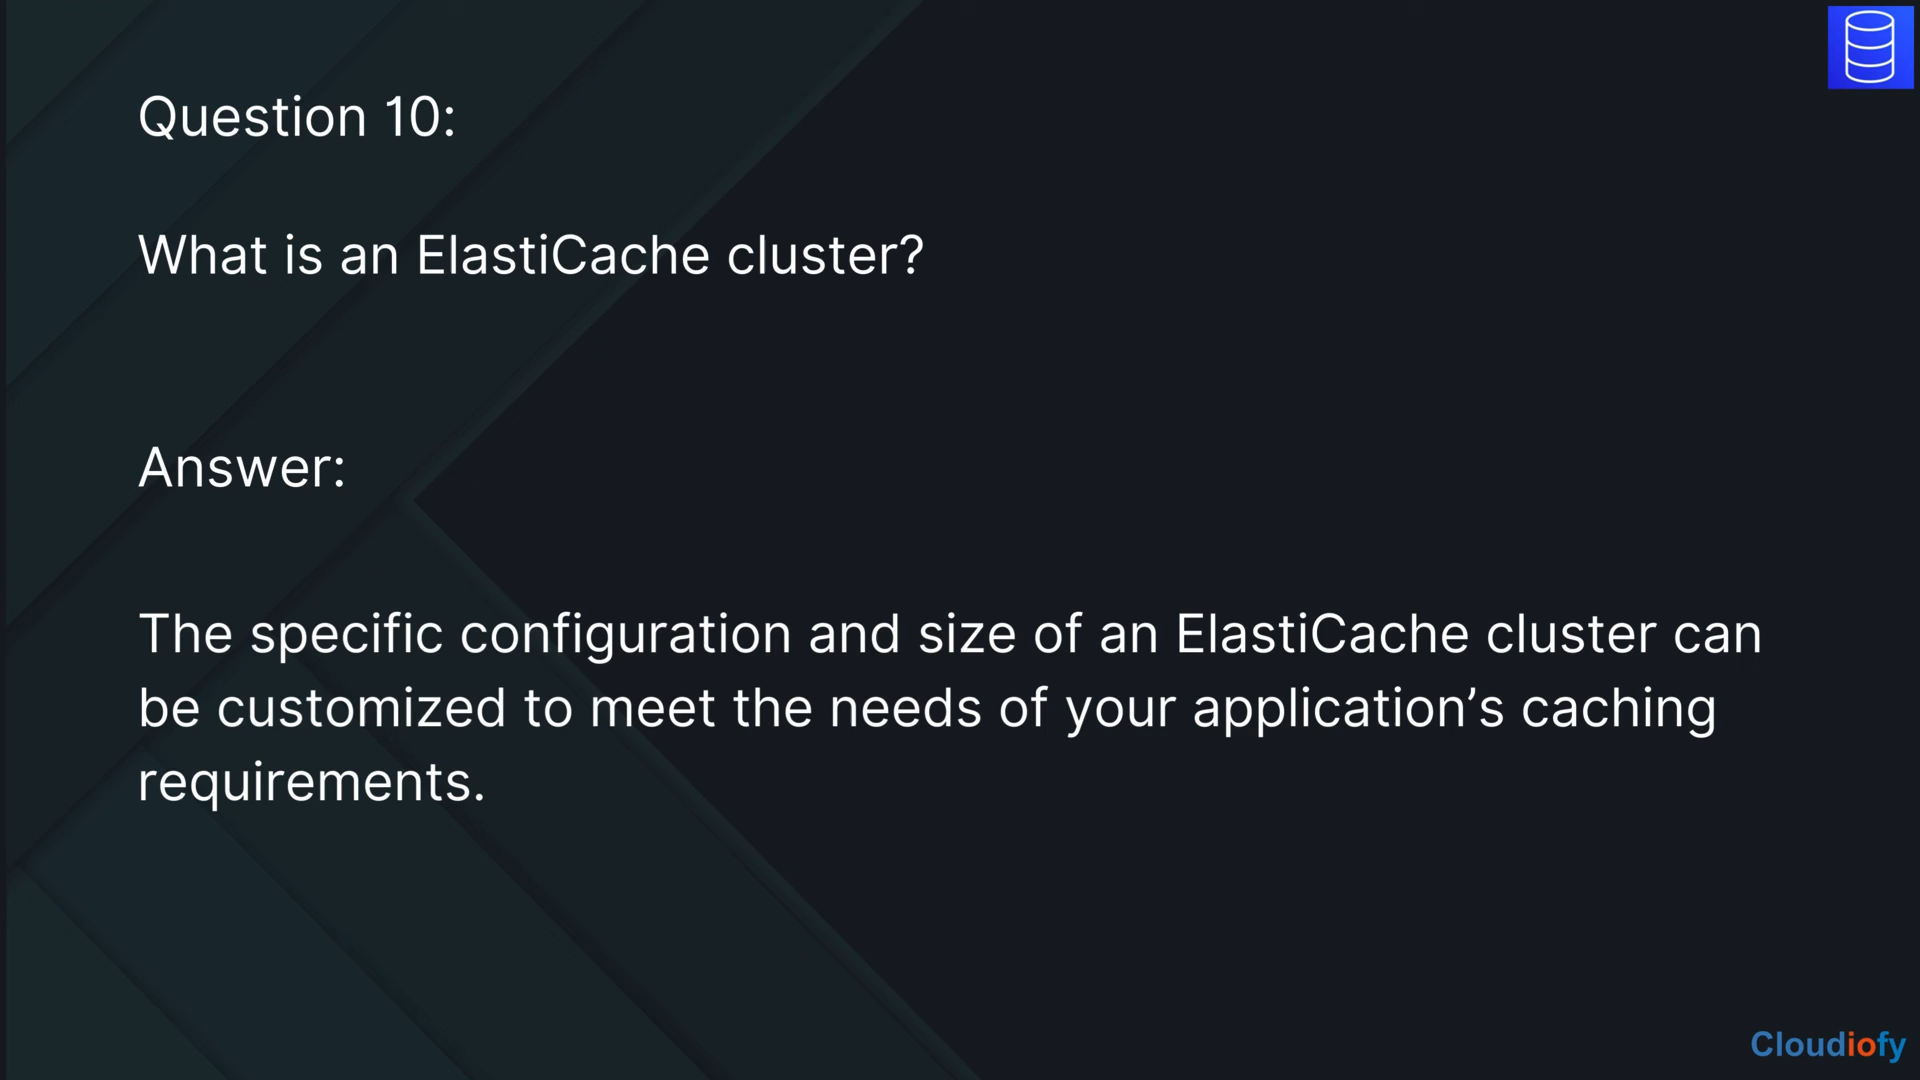 Question 10:
What is an ElastiCache cluster?
Answer:
The specific configuration and size of an ElastiCache cluster can
be customized to meet the needs of your application’s caching
requirements.
Cloudiofy